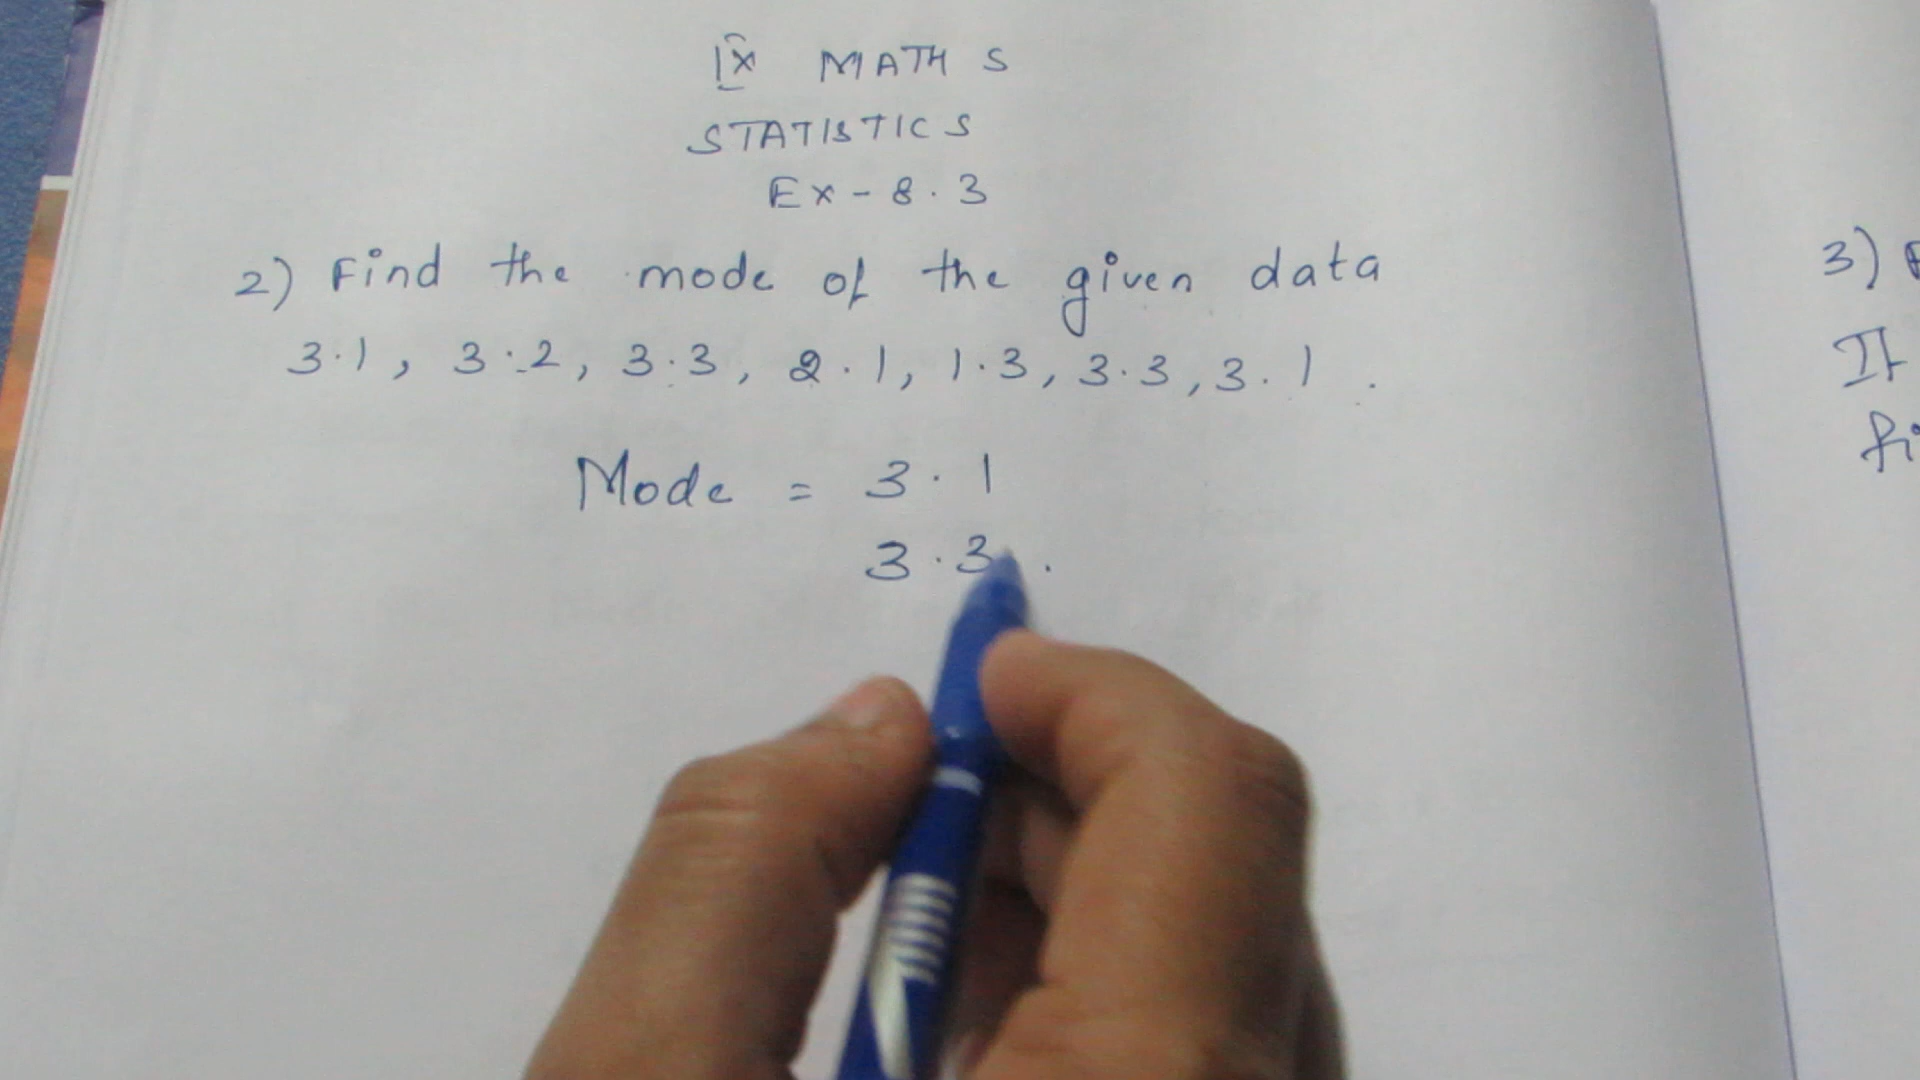 IX MATHS
STATISTICS
Ex - 8.3
2) Find the mode of the given data
3.1, 3.2, 3.3, 2.1, 1.3, 3.3, 3.1.
Mode = 3.1
3.3.
3)
If
fi